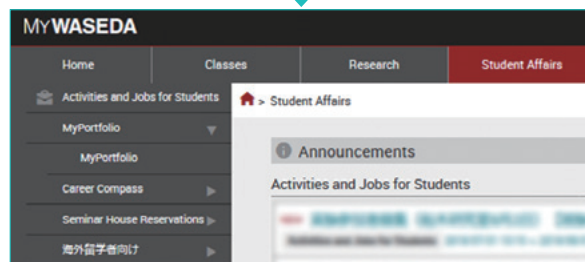 MYWASEDA
Home Classes Research Student Affairs
Activities and Jobs for Students
MyPortfolio
MyPortfolio
Career Compass
Seminar House Reservations
海外留学者向け
> Student Affairs
Announcements
Activities and Jobs for Students